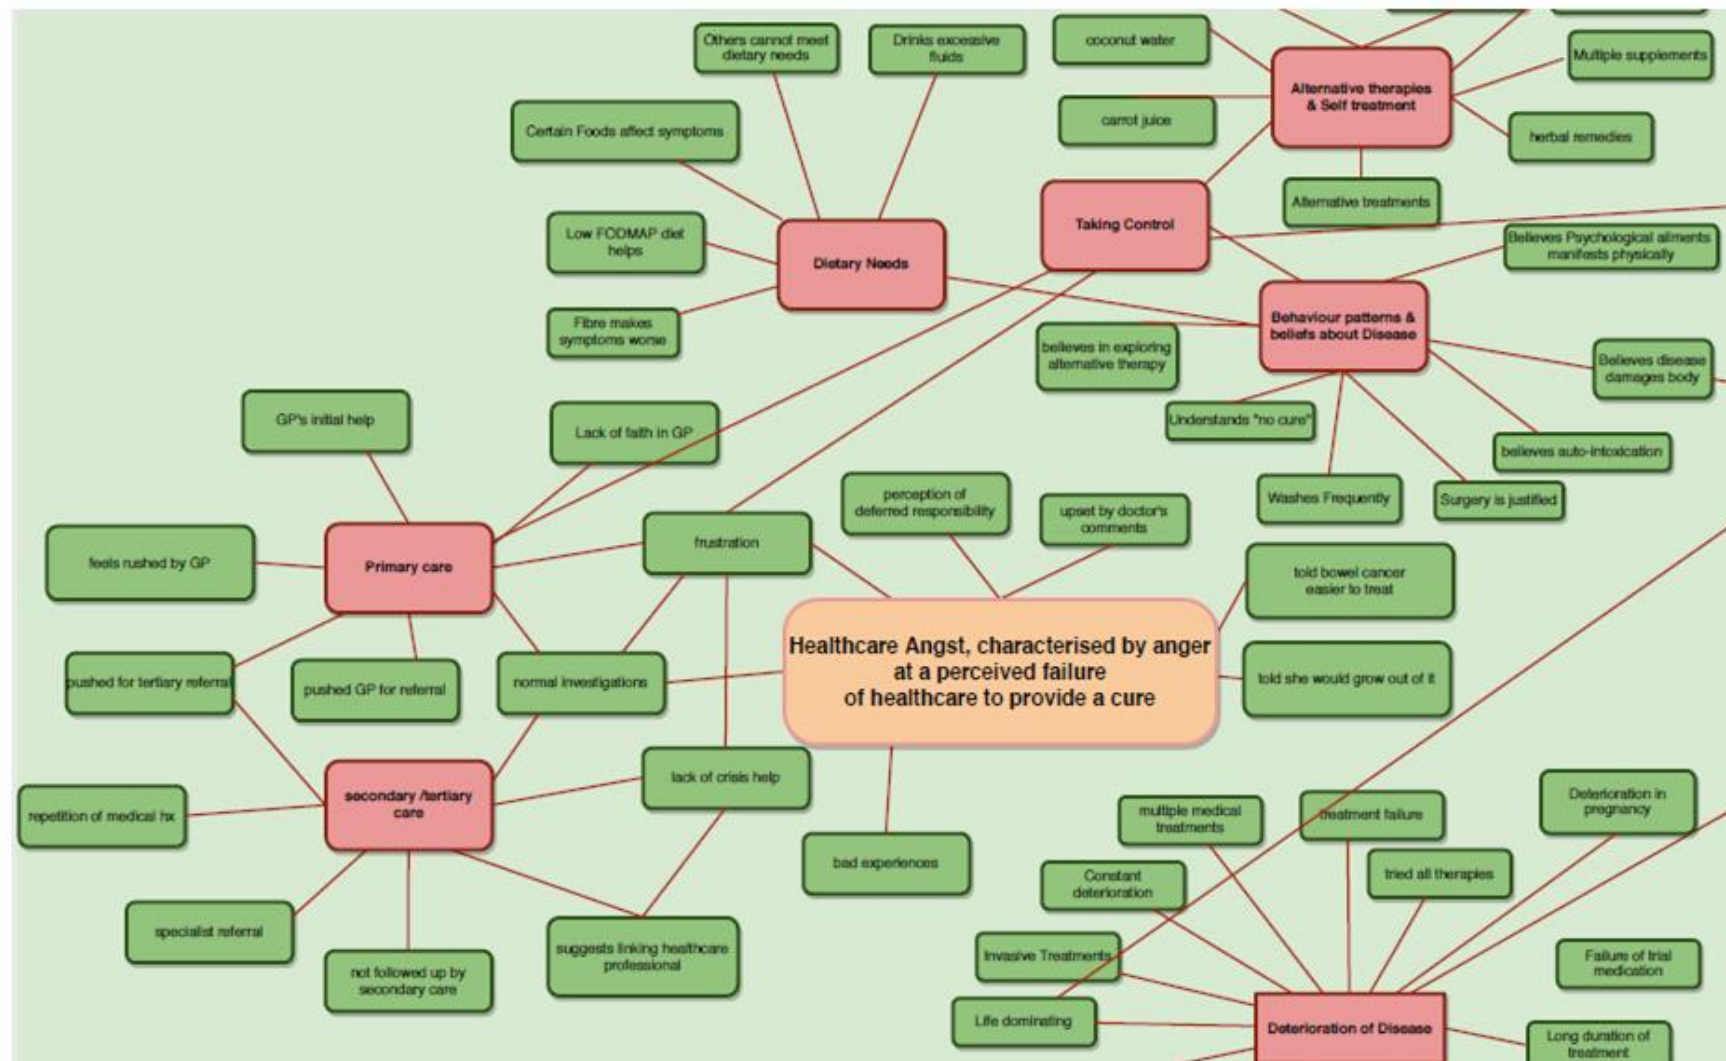 Others cannot meet
dietary needs
Drinks excessive
fluids
coconut water
Alternative therapies
& Self treatment
Multiple supplements
Certain Foods affect symptoms
carrot juice
herbal remedies
Alternative treatments
Taking Control
Low FODMAP diet
helps
Dietary Needs
Believes Psychological aliments
manifests physically
Fibre makes
symptoms worse
Behaviour patterns &
beliefs about Disease
believes in exploring
alternative therapy
Believes disease
damages body
GP's initial help
Lack of faith in GP
Understands "no cure"
believes auto-intoxication
Washes Frequently
Surgery is justified
perception of
deferred responsibility
upset by doctor's
comments
feels rushed by GP
Primary care
frustration
told bowel cancer
easier to treat
Healthcare Angst, characterised by anger
at a perceived failure
of healthcare to provide a cure
pushed for tertiary referral
pushed GP for referral
normal investigations
told she would grow out of it
repetition of medical hx
secondary /tertiary
care
lack of crisis help
bad experiences
multiple medical
treatments
treatment failure
Deterioration in
pregnancy
Constant
deterioration
tried all therapies
specialist referral
not followed up by
secondary care
suggests linking healthcare
professional
Invasive Treatments
Failure of trial
medication
Life dominating
Deterioration of Disease
Long duration of
treatment